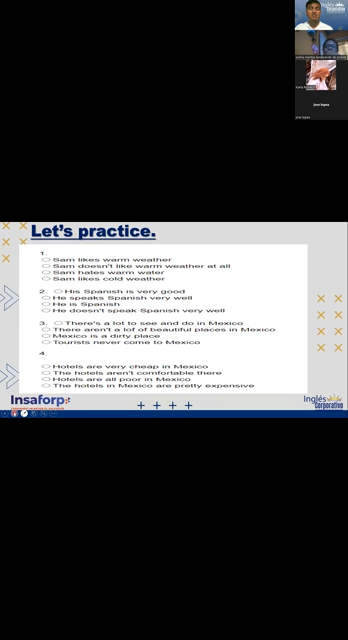 Inglés
Corporativo
Karla
jose lopez
jose lopez
Let's practice.
1.
Sam likes warm weather
Sam doesn't like warm weather at all
Sam hates warm water
Sam likes cold weather
2. His Spanish is very good
He speaks Spanish very well
He is Spanish
He doesn't speak Spanish very well
3. There's a lot to see and do in Mexico
There aren't a lot of beautiful places in Mexico
Mexico is a dirty place
Tourists never come to Mexico
4.
Hotels are very cheap in Mexico
The hotels aren't comfortable there
Hotels are all poor in Mexico
The hotels in Mexico are pretty expensive
Insaforp
Inglés
Corporativo